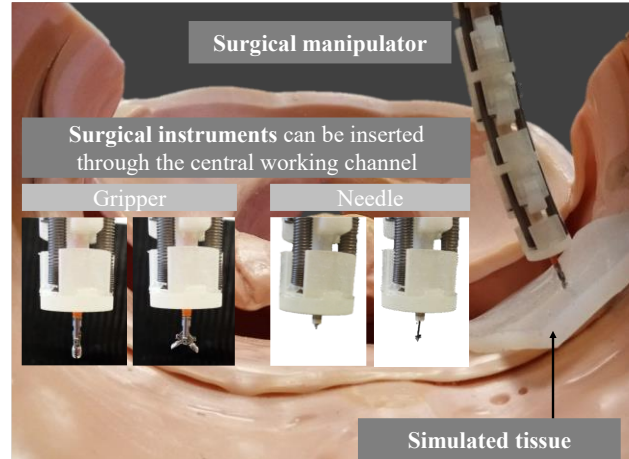 Surgical manipulator
Surgical instruments can be inserted
through the central working channel
Gripper
Needle
Simulated tissue